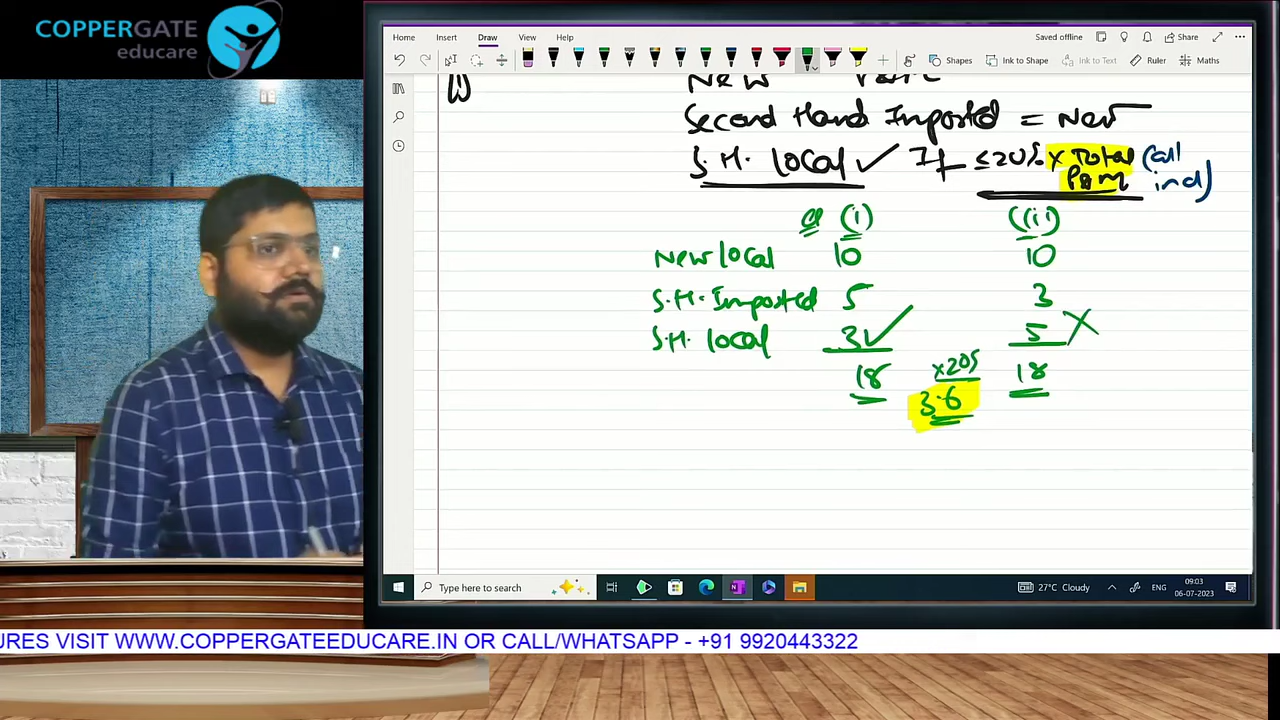 COPPERGATE
educare
Home Insert Draw View Help
Saved offline
Share
Shapes
Ink to Shape
Ink to Text
Ruler
Maths
New
Second Hand Imported = New
S.H. local ✓ If ≤20% x Total P&M (all ind)
(i) (ii)
New local 10 10
S.H. Imported 5 3
S.H. local 3✓ 5 X
18 x20% 18
3.6
Type here to search
27°C Cloudy
ENG
09:03
06-07-2023
URES VISIT WWW.COPPERGATEEDUCARE.IN OR CALL/WHATSAPP - +91 9920443322